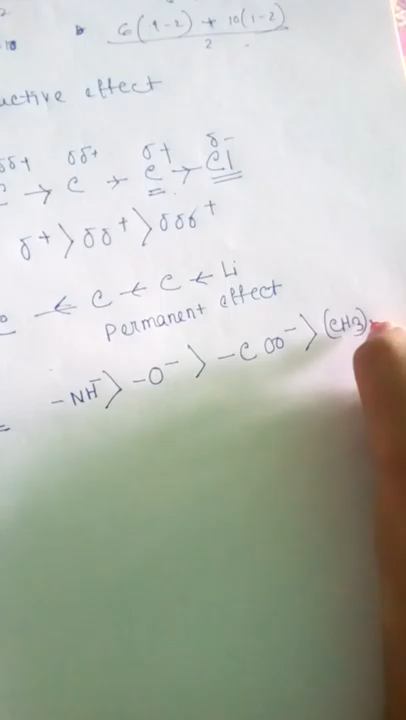 6(4-2) + 10(1-2)
2
uctive effect
δδ+ δδ+ δ+ δ-
C → C → C → Cl
δ+ > δδ+ > δδδ+
← C ← C ← Li
Permanent effect
-NH⁻ > -O⁻ > -COO⁻ > (CH3)